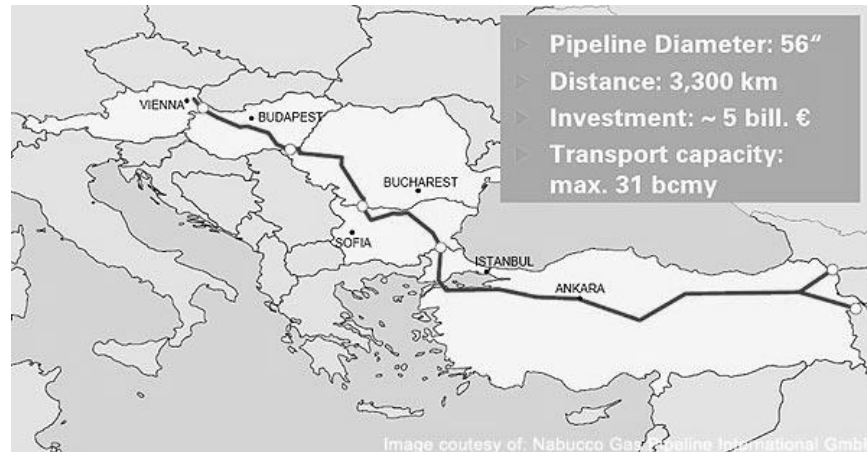 Pipeline Diameter: 56“
Distance: 3,300 km
Investment: ~ 5 bill. €
Transport capacity:
max. 31 bcmy
VIENNA
BUDAPEST
BUCHAREST
SOFIA
ISTANBUL
ANKARA
Image coutesy of: Nabucco Gas Pipeline International GmbH